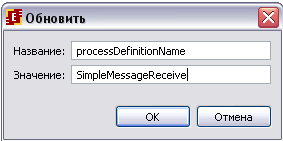 Обновить
Название: processDefinitionName
Значение: SimpleMessageReceive
OK Отмена